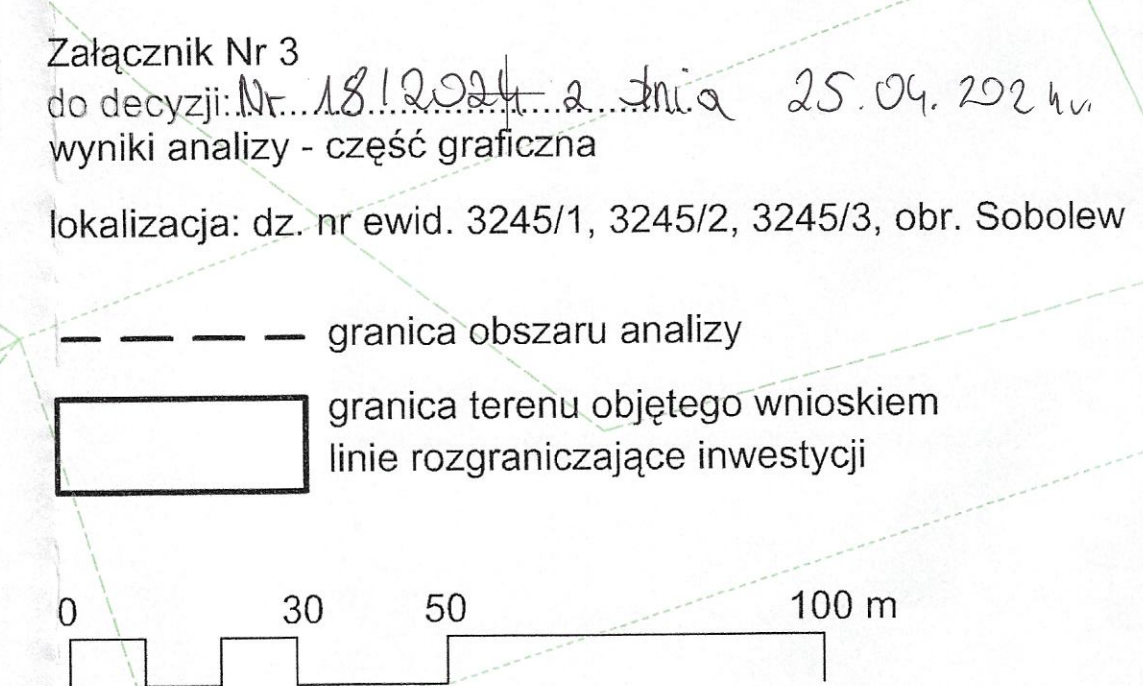 Załącznik Nr 3
do decyzji: Nr 18/2024 z dnia 25.04.2024r.
wyniki analizy - część graficzna
lokalizacja: dz. nr ewid. 3245/1, 3245/2, 3245/3, obr. Sobolew
granica obszaru analizy
granica terenu objętego wnioskiem
linie rozgraniczające inwestycji
0 30 50 100 m